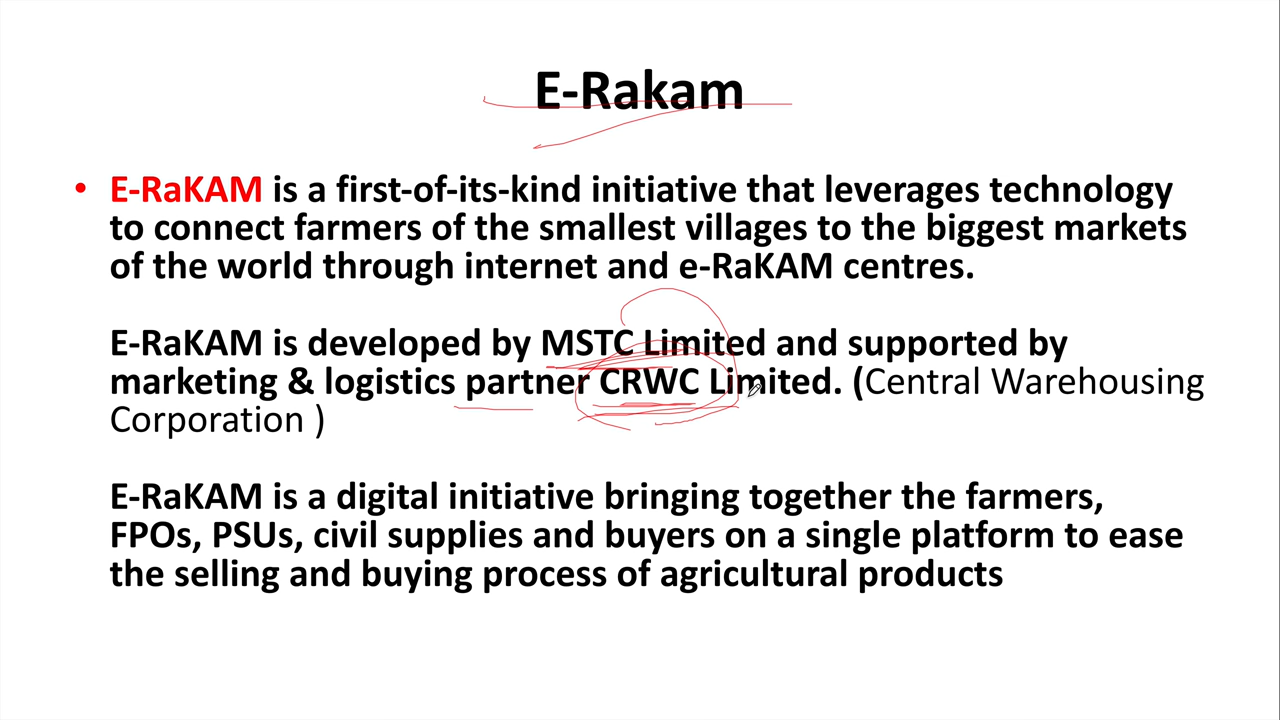 E-Rakam
• E-RaKAM is a first-of-its-kind initiative that leverages technology
to connect farmers of the smallest villages to the biggest markets
of the world through internet and e-RaKAM centres.
E-RaKAM is developed by MSTC Limited and supported by
marketing & logistics partner CRWC Limited. (Central Warehousing
Corporation )
E-RaKAM is a digital initiative bringing together the farmers,
FPOs, PSUs, civil supplies and buyers on a single platform to ease
the selling and buying process of agricultural products